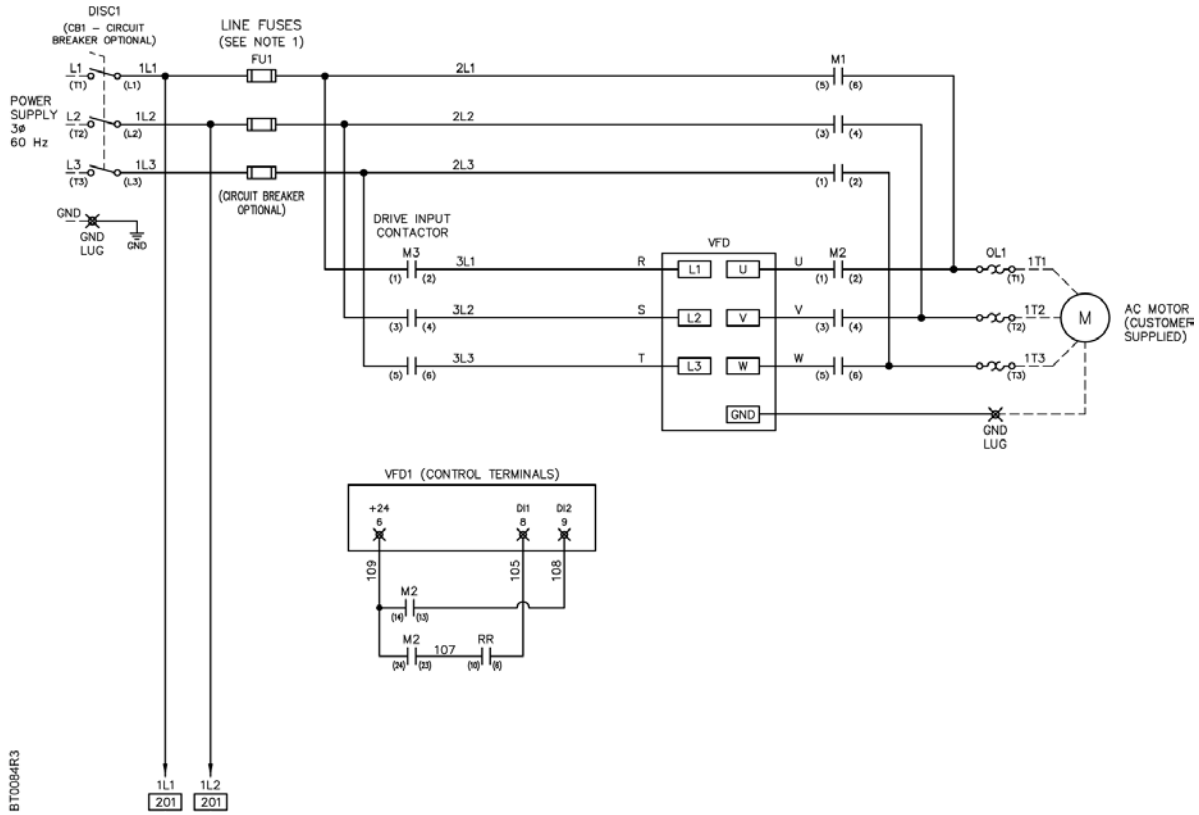 DISC1
(CB1 – CIRCUIT
BREAKER OPTIONAL)
LINE FUSES
(SEE NOTE 1)
FU1
L1
(T1)
(L1)
1L1
2L1
M1
(5)
(6)
POWER
SUPPLY
3ø
60 Hz
L2
(T2)
(L2)
1L2
2L2
(3)
(4)
L3
(T3)
(L3)
1L3
2L3
(1)
(2)
(CIRCUIT BREAKER
OPTIONAL)
GND
GND
LUG
GND
DRIVE INPUT
CONTACTOR
M3
(1)
(2)
3L1
R
VFD
L1
U
U
M2
(1)
(2)
OL1
(T1)
1T1
(3)
(4)
3L2
S
L2
V
V
(3)
(4)
(T2)
1T2
M
AC MOTOR
(CUSTOMER
SUPPLIED)
(5)
(6)
3L3
T
L3
W
W
(5)
(6)
(T3)
1T3
GND
GND
LUG
VFD1 (CONTROL TERMINALS)
+24
6
DI1
8
DI2
9
109
105
108
M2
(14)
(13)
M2
(24)
(23)
107
RR
(10)
(6)
1L1
201
1L2
201
BT0084R3